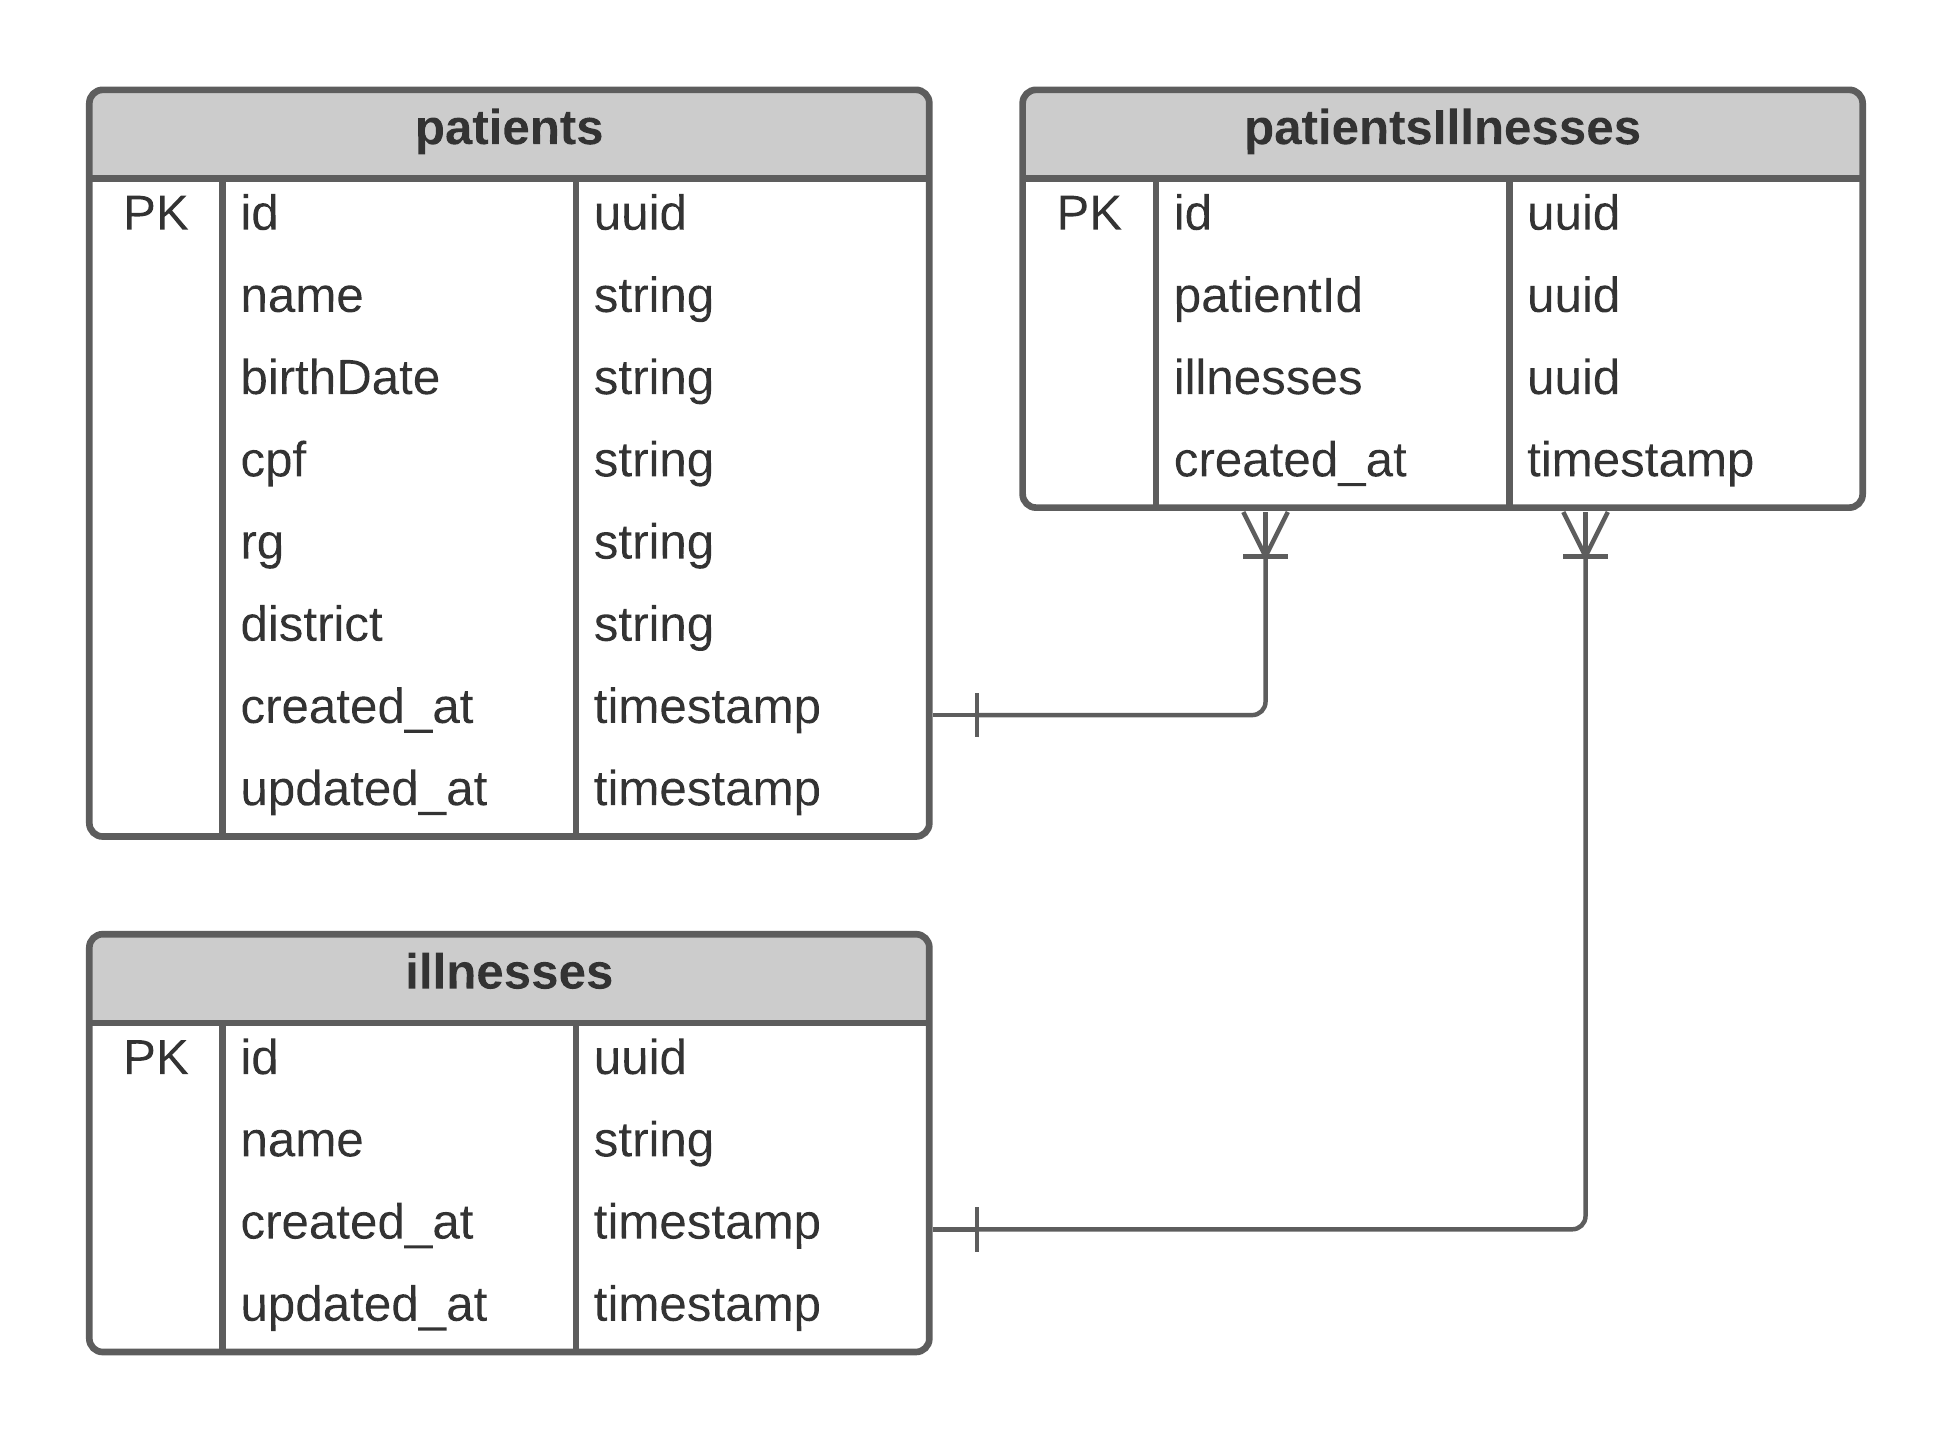 patients
PK id uuid
name string
birthDate string
cpf string
rg string
district string
created_at timestamp
updated_at timestamp
patientsIllnesses
PK id uuid
patientId uuid
illnesses uuid
created_at timestamp
illnesses
PK id uuid
name string
created_at timestamp
updated_at timestamp